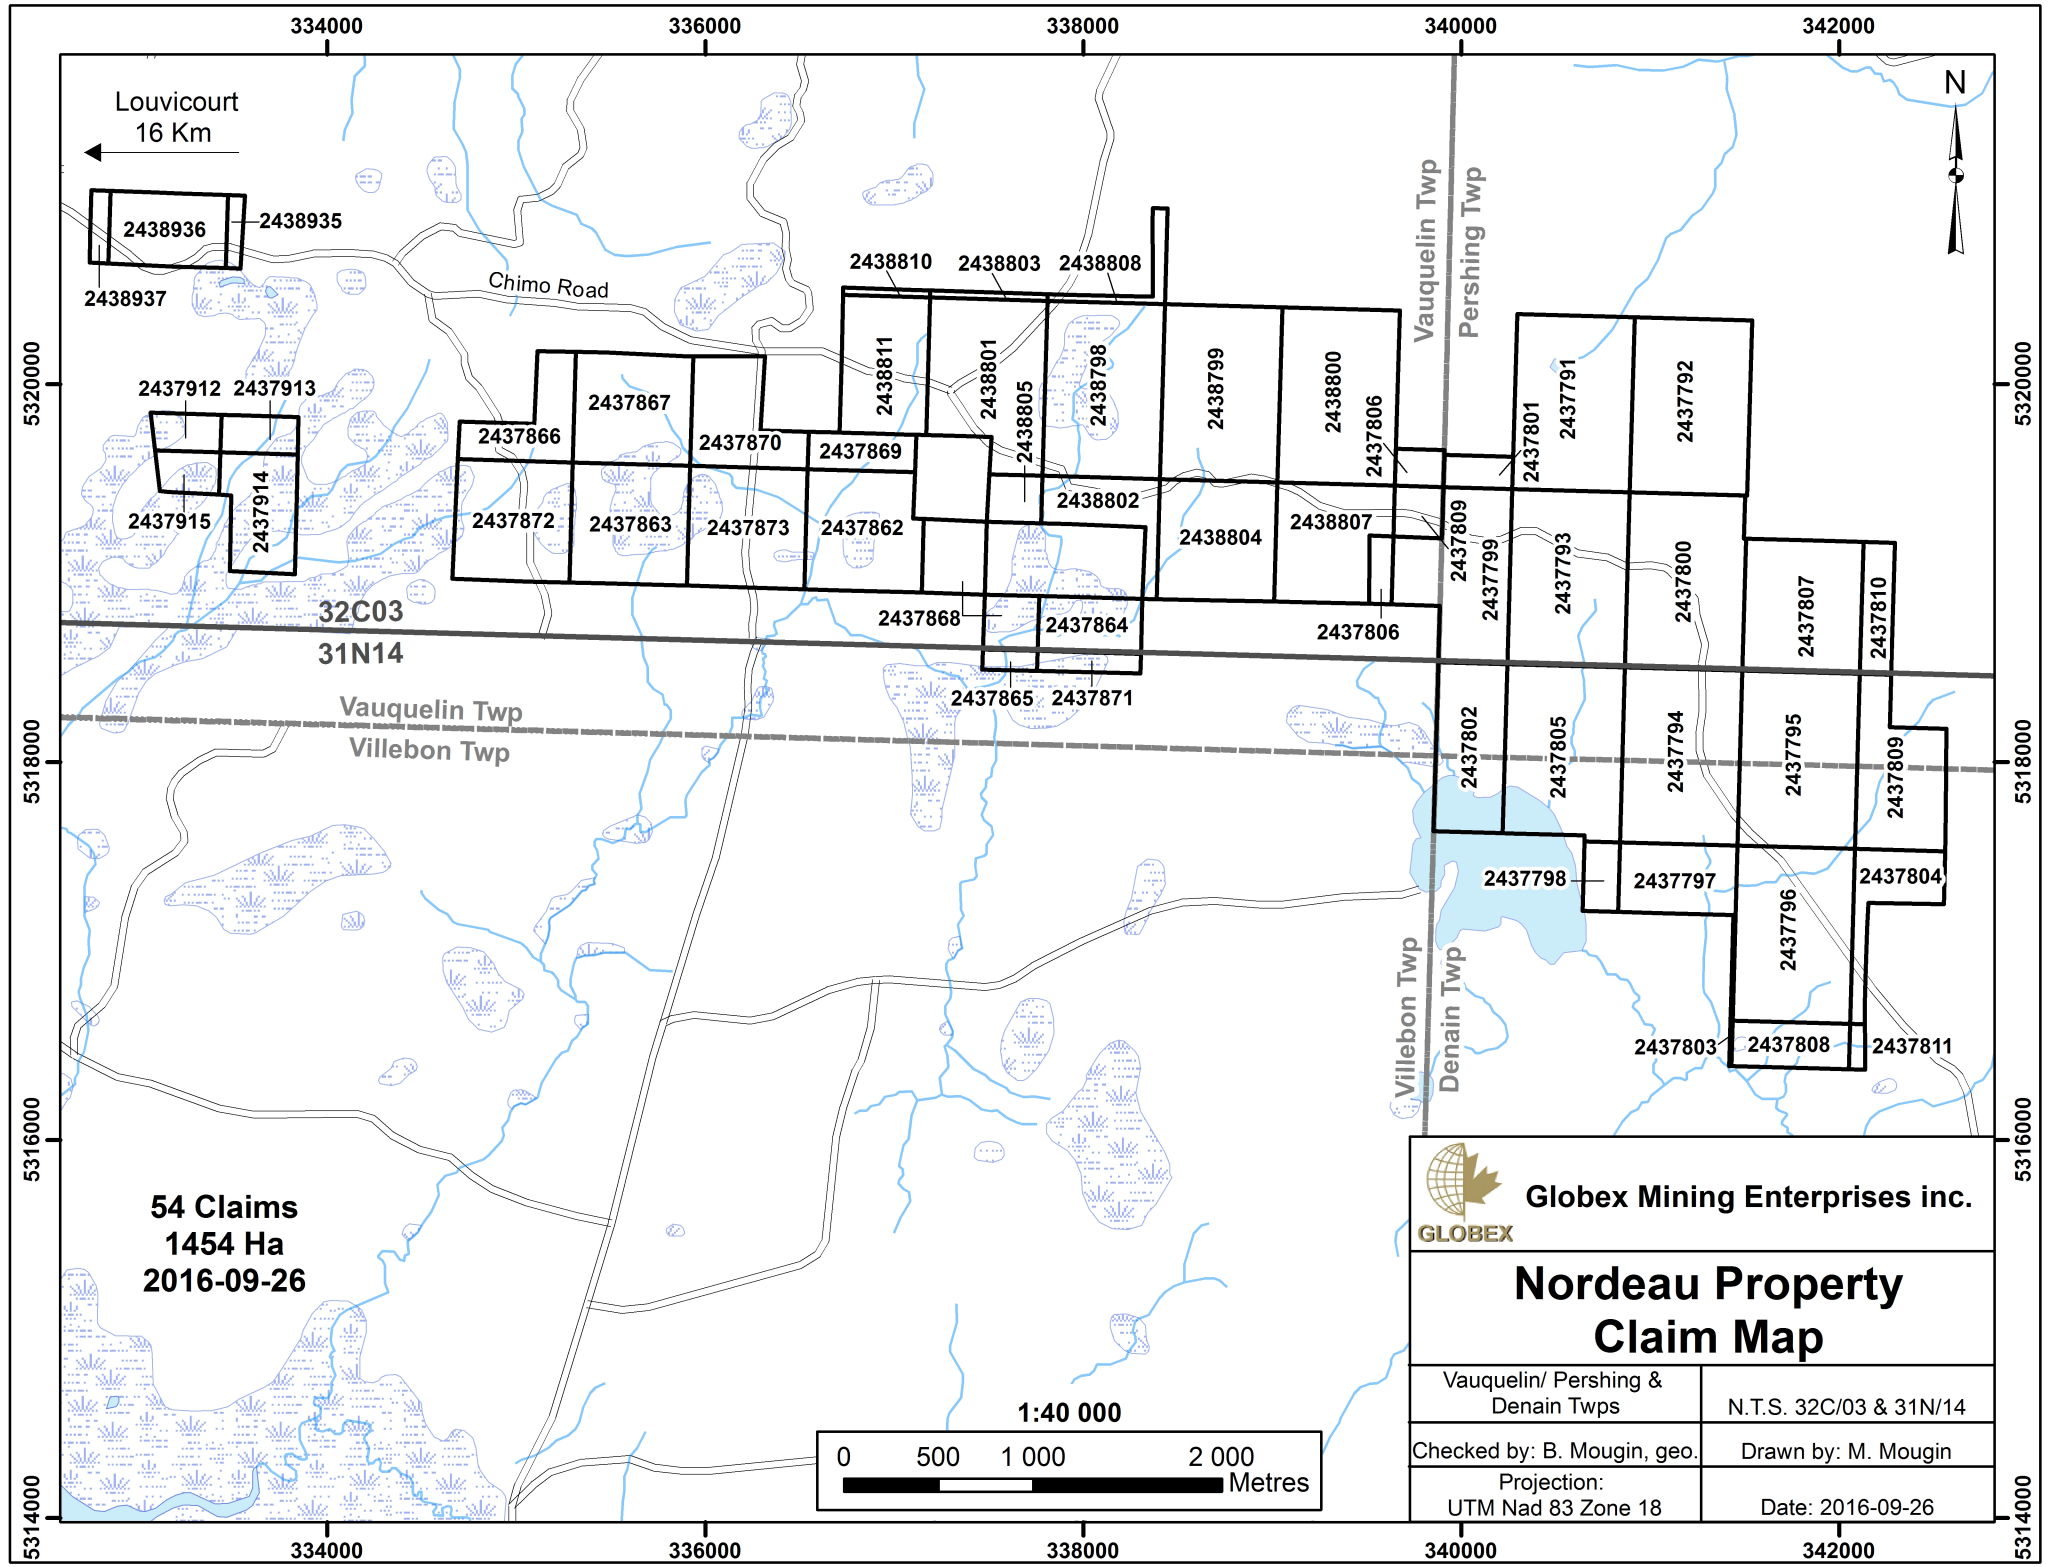 334000
336000
338000
340000
342000
Louvicourt
16 Km
N
Vauquelin Twp
Pershing Twp
2438936
2438935
2438937
Chimo Road
2438810
2438803
2438808
5320000
5320000
2437912
2437913
2437914
2437915
2437866
2437867
2437870
2437869
2438811
2438801
2438805
2438798
2438799
2438800
2437806
2437801
2437791
2437792
2437872
2437863
2437873
2437862
2438802
2438804
2438807
2437809
2437799
2437793
2437800
2437807
2437810
2437868
2437864
2437806
2437865
2437871
32C03
31N14
Vauquelin Twp
Villebon Twp
5318000
5318000
2437802
2437805
2437794
2437795
2437809
2437798
2437797
2437804
2437796
2437803
2437808
2437811
Villebon Twp
Denain Twp
5316000
5316000
54 Claims
1454 Ha
2016-09-26
GLOBEX
Globex Mining Enterprises inc.
Nordeau Property
Claim Map
Vauquelin/ Pershing &
Denain Twps
N.T.S. 32C/03 & 31N/14
Checked by: B. Mougin, geo.
Drawn by: M. Mougin
Projection:
UTM Nad 83 Zone 18
Date: 2016-09-26
1:40 000
0 500 1 000 2 000
Metres
5314000
5314000
334000
336000
338000
340000
342000